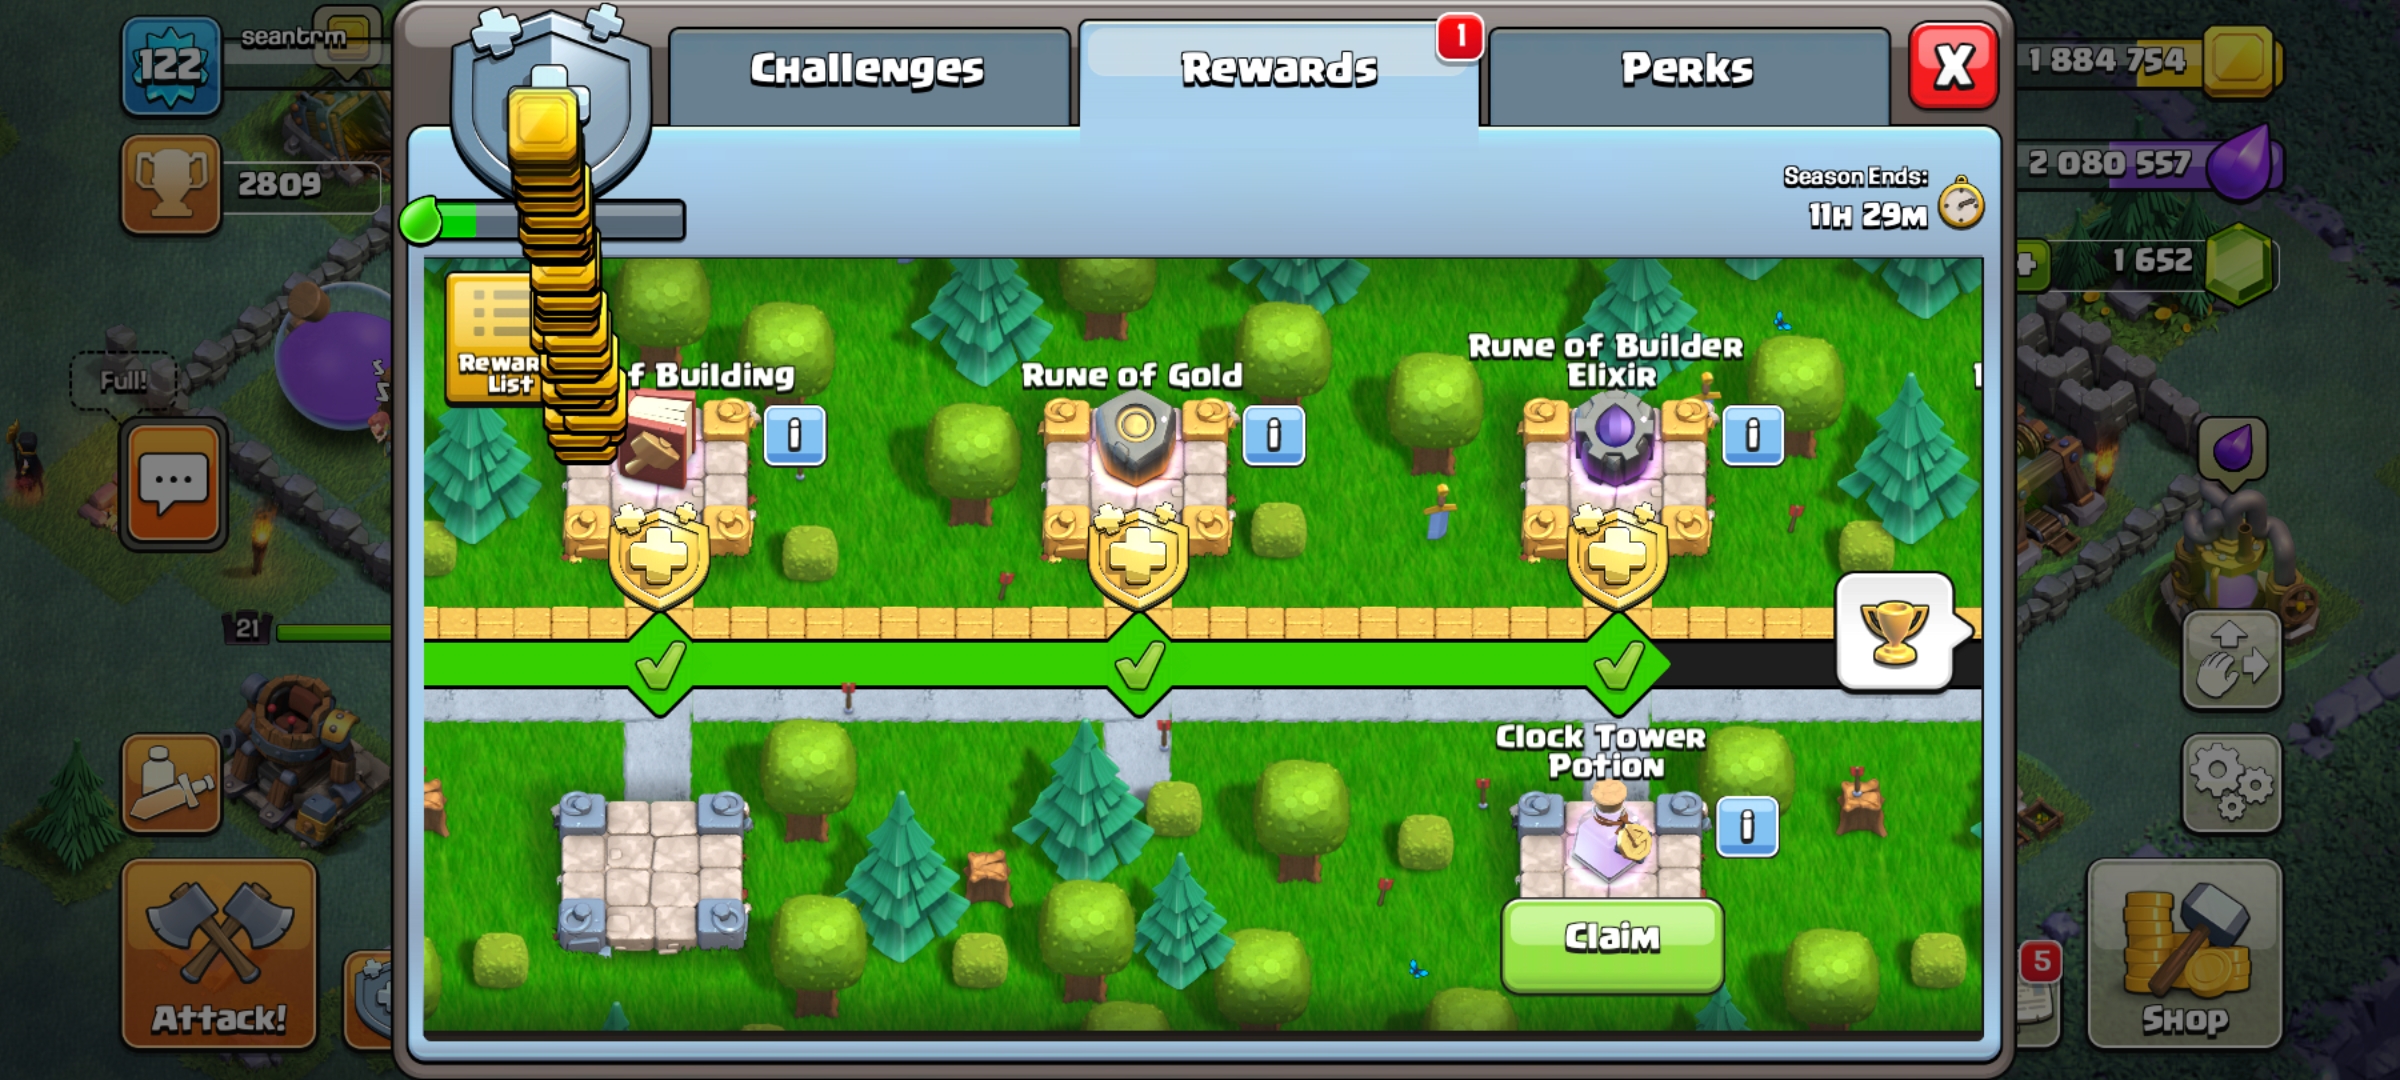 122
seantrm
2809
Challenges
Rewards
1
Perks
X
1 884 754
2 080 557
1 652
Season Ends:
11H 29M
List
f Building
Rune of Gold
Rune of Builder
Elixir
i
i
i
Full!
21
Clock Tower
Potion
i
Claim
Attack!
5
Shop